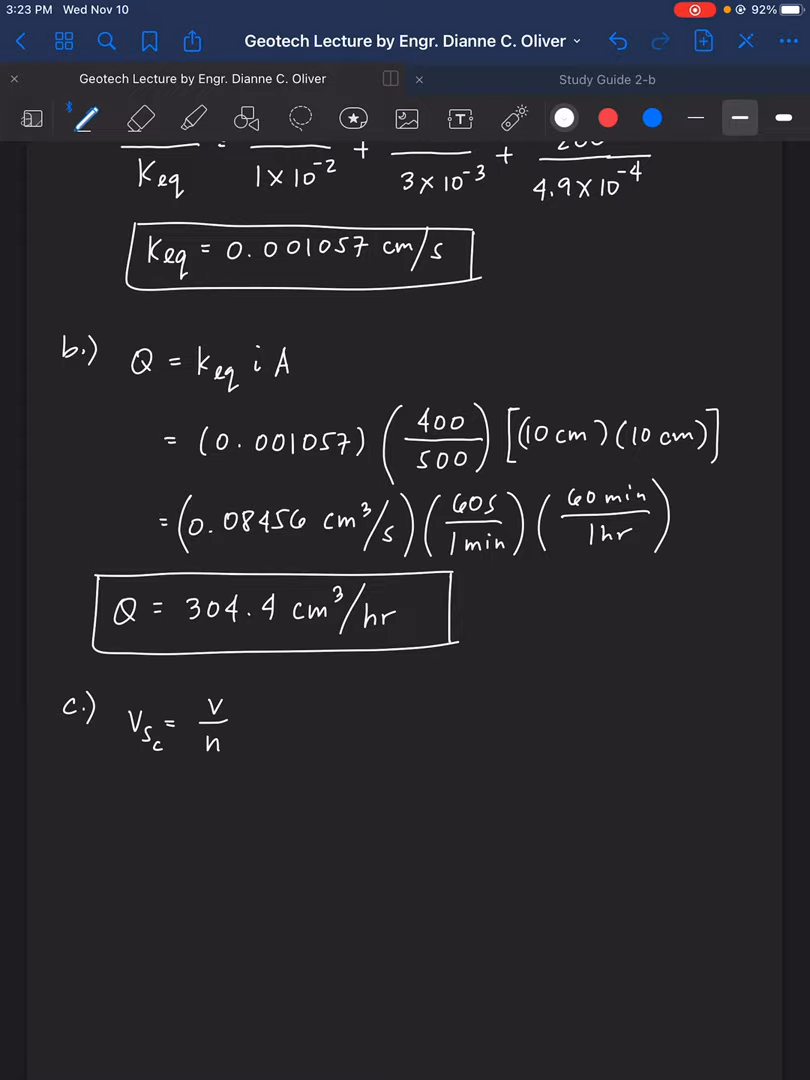 3:23 PM Wed Nov 10 92%
Geotech Lecture by Engr. Dianne C. Oliver
Geotech Lecture by Engr. Dianne C. Oliver Study Guide 2-b
Keq = 1×10⁻² + 3×10⁻³ + 4.9×10⁻⁴
Keq = 0.001057 cm/s
b.) Q = keq i A
= (0.001057) (400/500) [(10 cm)(10 cm)]
= (0.08456 cm³/s) (60s/1min) (60 min/1hr)
Q = 304.4 cm³/hr
c.) Vsc = v/n